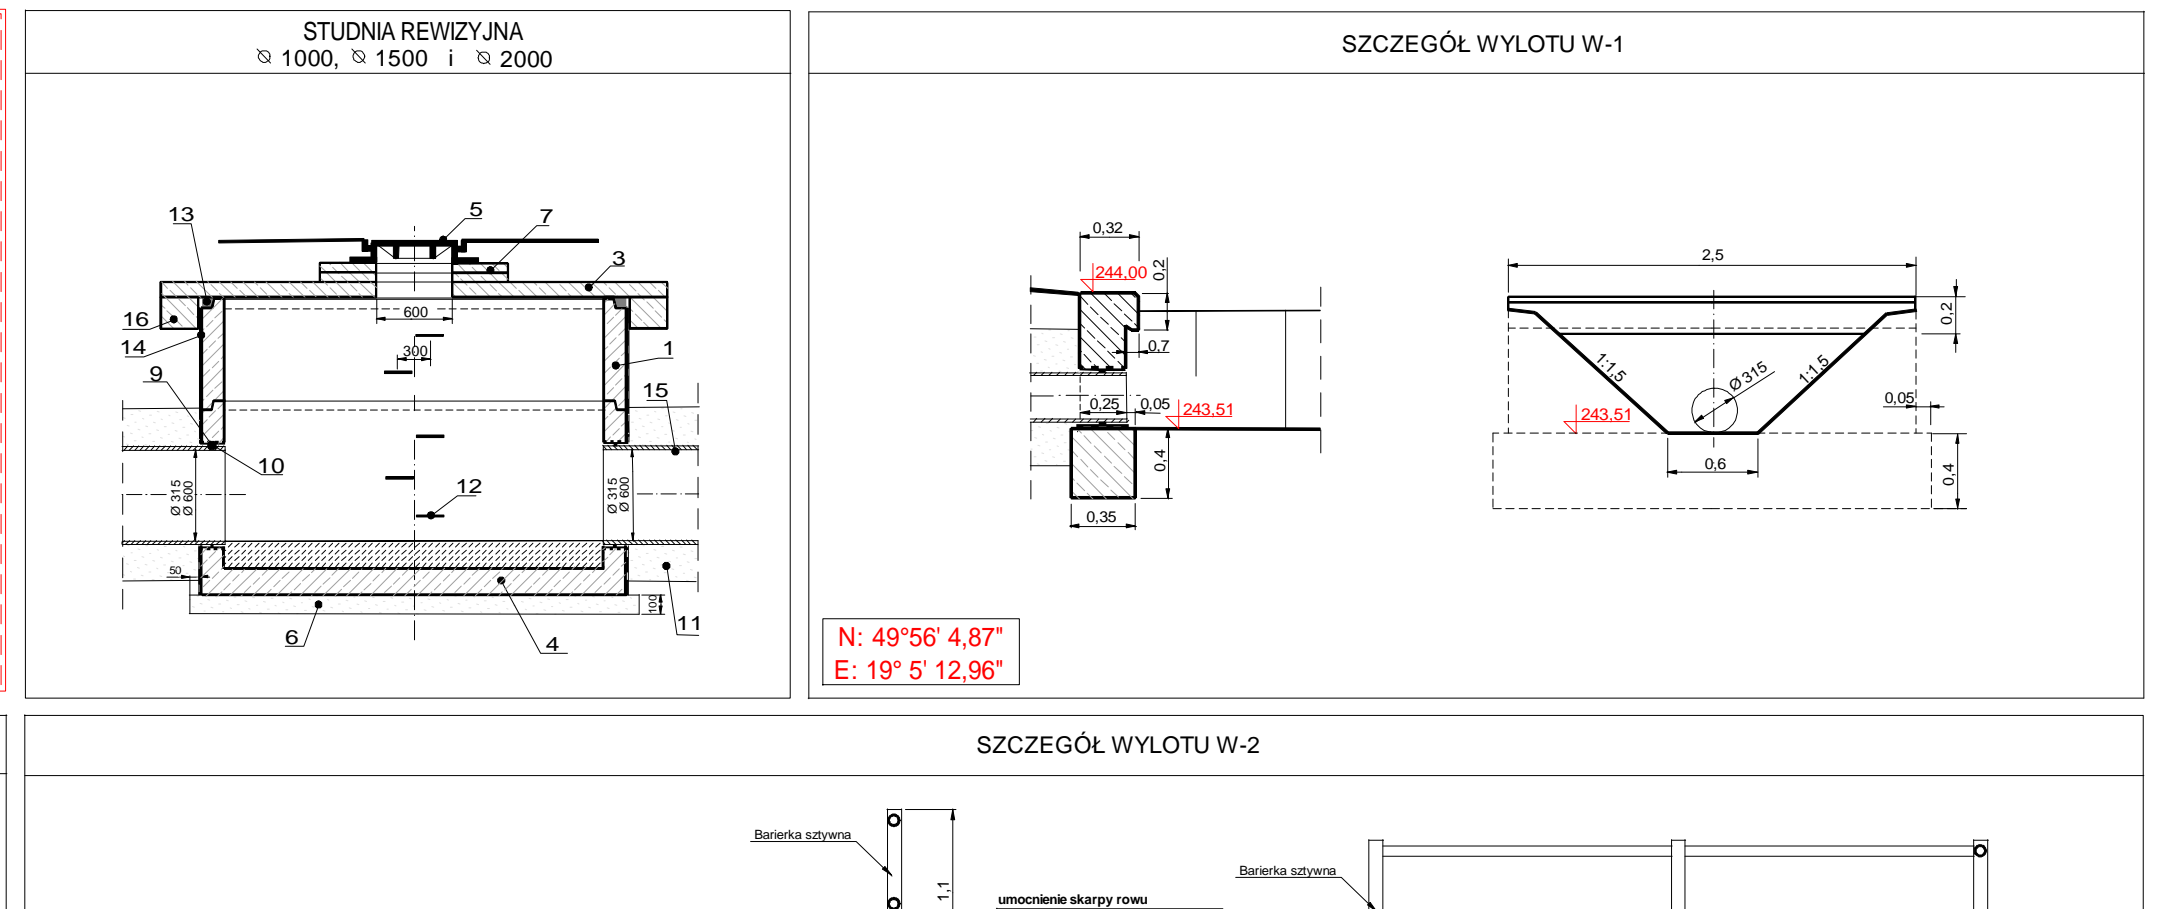 STUDNIA REWIZYJNA
⌀ 1000, ⌀ 1500 i ⌀ 2000
13
5
7
3
16
14
600
300
1
9
15
10
12
Ø 315
Ø 600
Ø 315
Ø 600
50
100
6
4
11
SZCZEGÓŁ WYLOTU W-1
0,32
244,00
0,2
0,7
0,25
0,05
243,51
0,4
0,35
2,5
0,2
1:1,5
Ø 315
1:1,5
0,05
243,51
0,6
0,4
N: 49°56' 4,87"
E: 19° 5' 12,96"
SZCZEGÓŁ WYLOTU W-2
Barierka sztywna
1,1
umocnienie skarpy rowu
Barierka sztywna